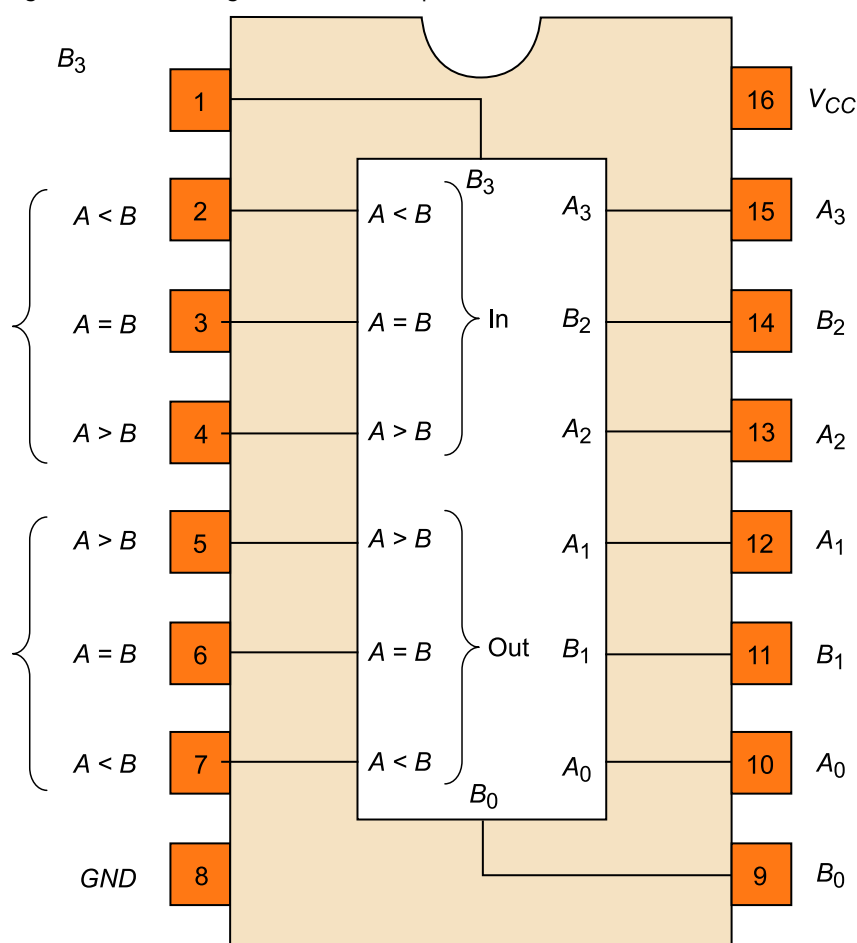 B3
1
16
VCC
B3
A < B
2
A < B
A3
15
A3
A = B
3
A = B
In
B2
14
B2
A > B
4
A > B
A2
13
A2
A > B
5
A > B
A1
12
A1
A = B
6
A = B
Out
B1
11
B1
A < B
7
A < B
A0
10
A0
B0
GND
8
9
B0